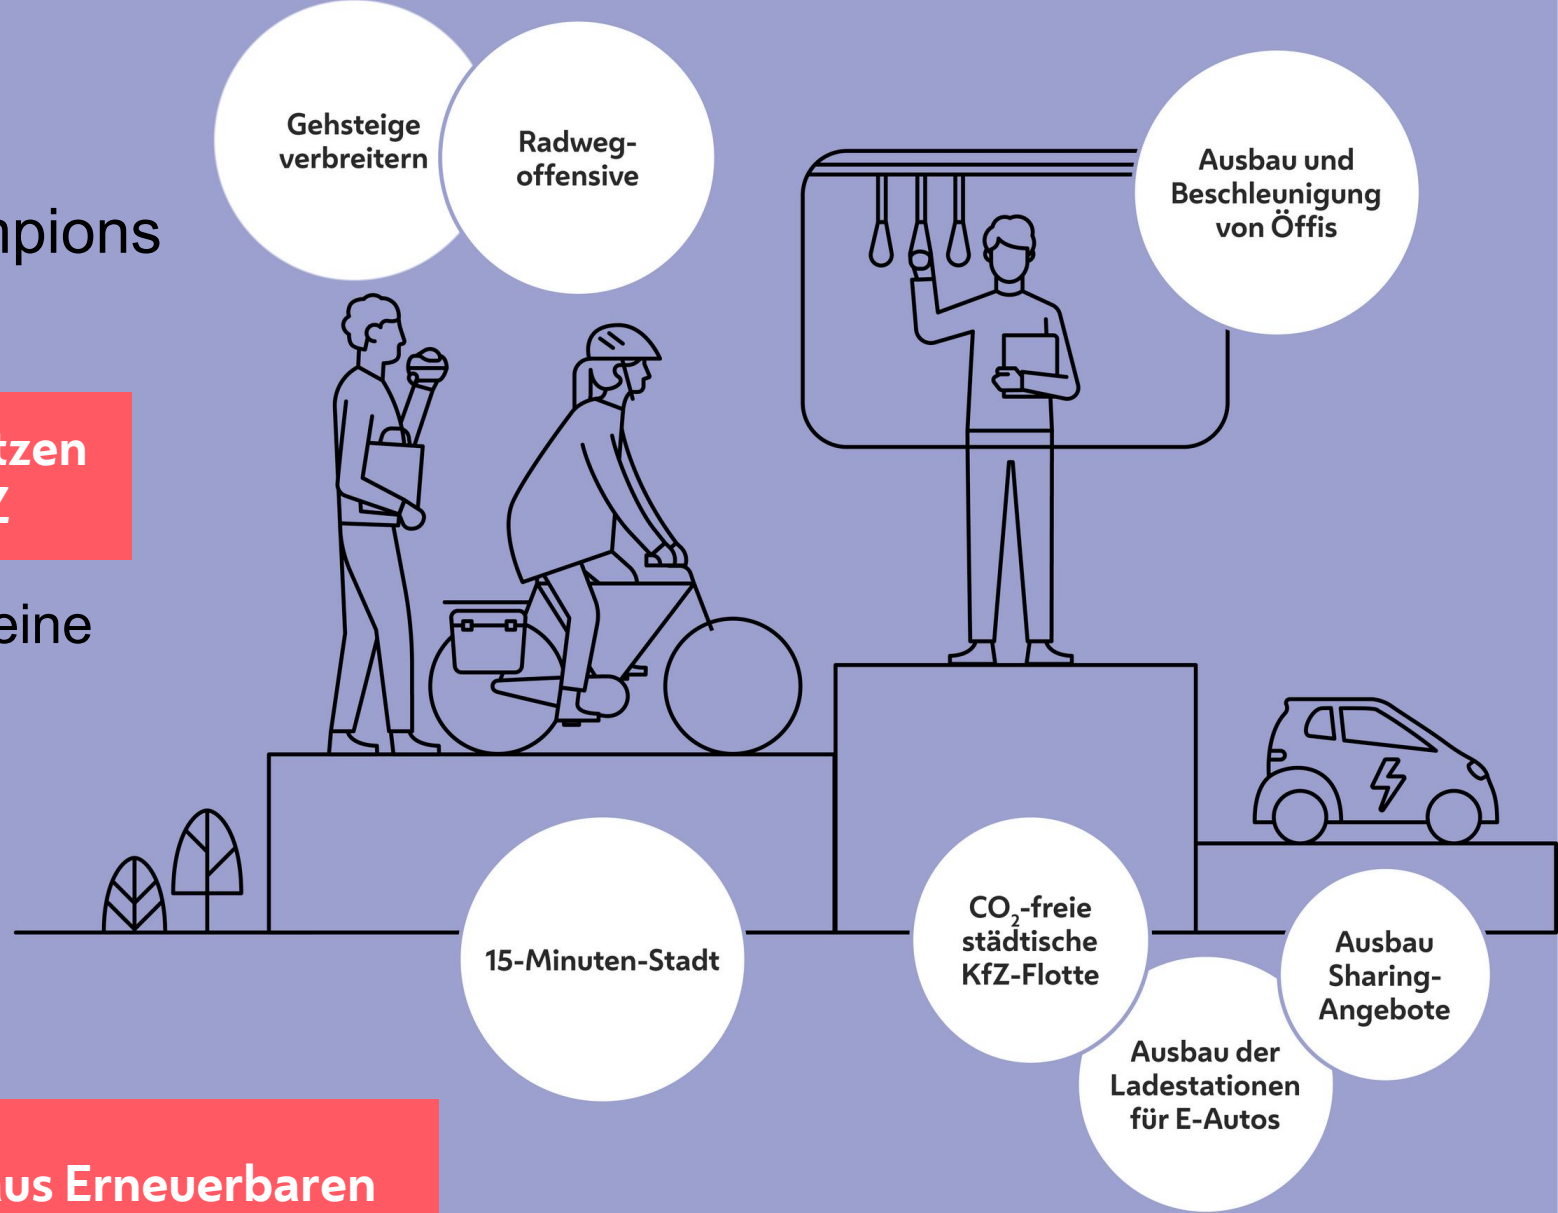 Gehsteige
verbreitern
Radweg-
offensive
Ausbau und
Beschleunigung
von Öffis
mpions
tzen
Z
eine
15-Minuten-Stadt
CO₂-freie
städtische
KfZ-Flotte
Ausbau
Sharing-
Angebote
Ausbau der
Ladestationen
für E-Autos
us Erneuerbaren